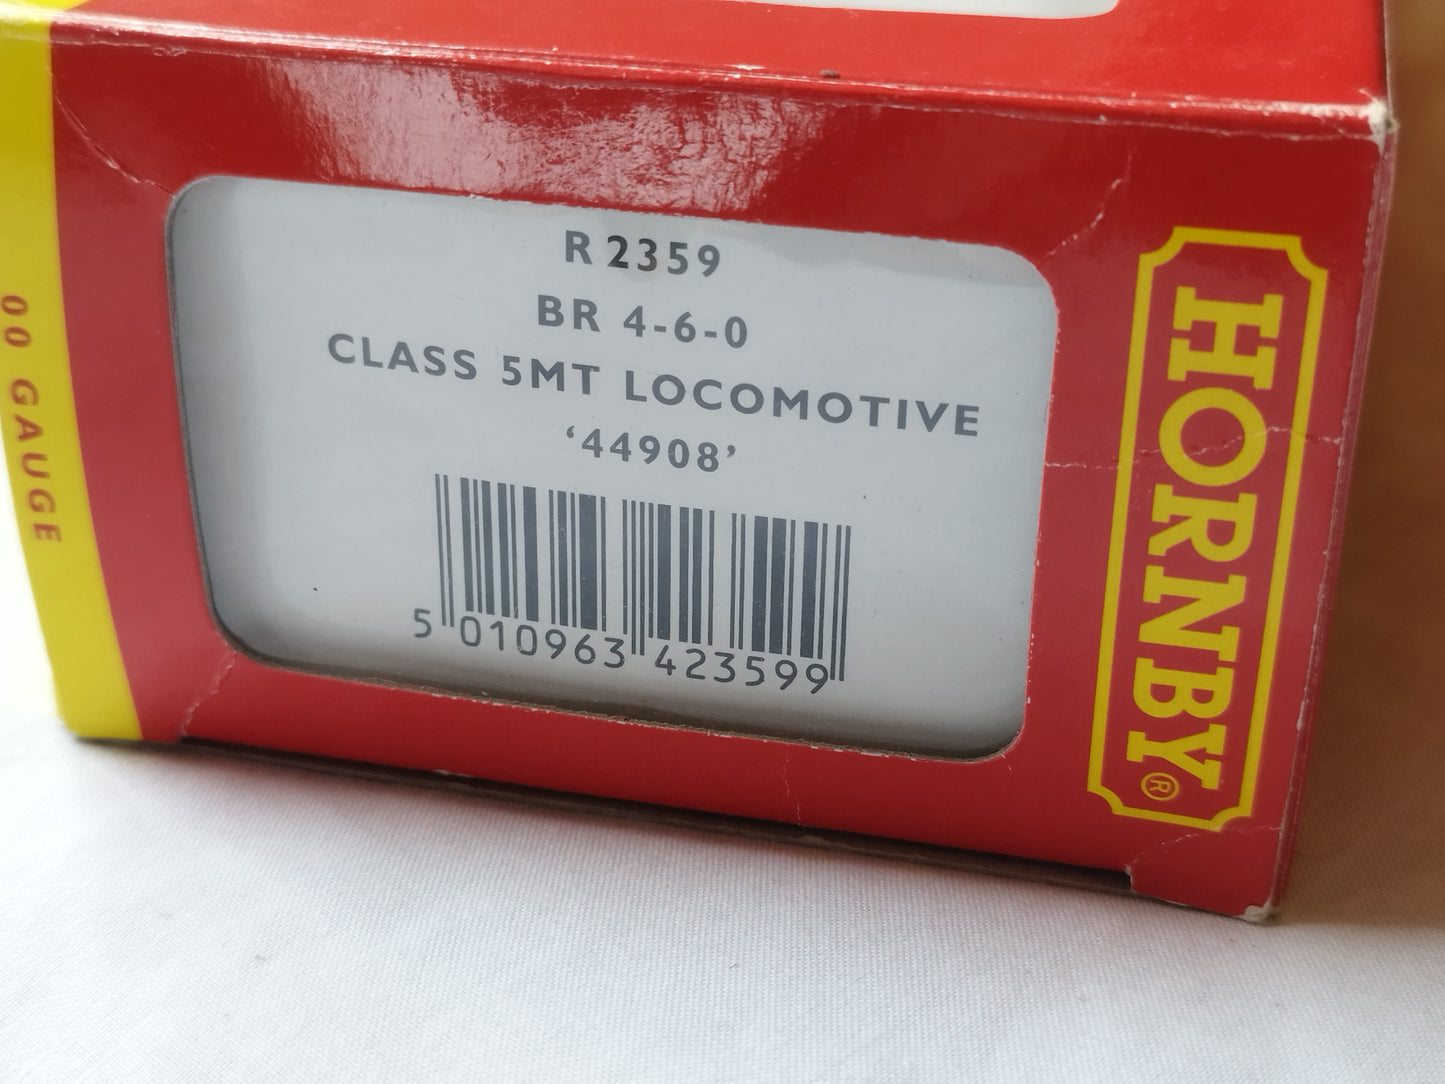 R 2359
BR 4-6-0
CLASS 5MT LOCOMOTIVE
‘44908’
5 010963 423599
00 GAUGE
HORNBY®